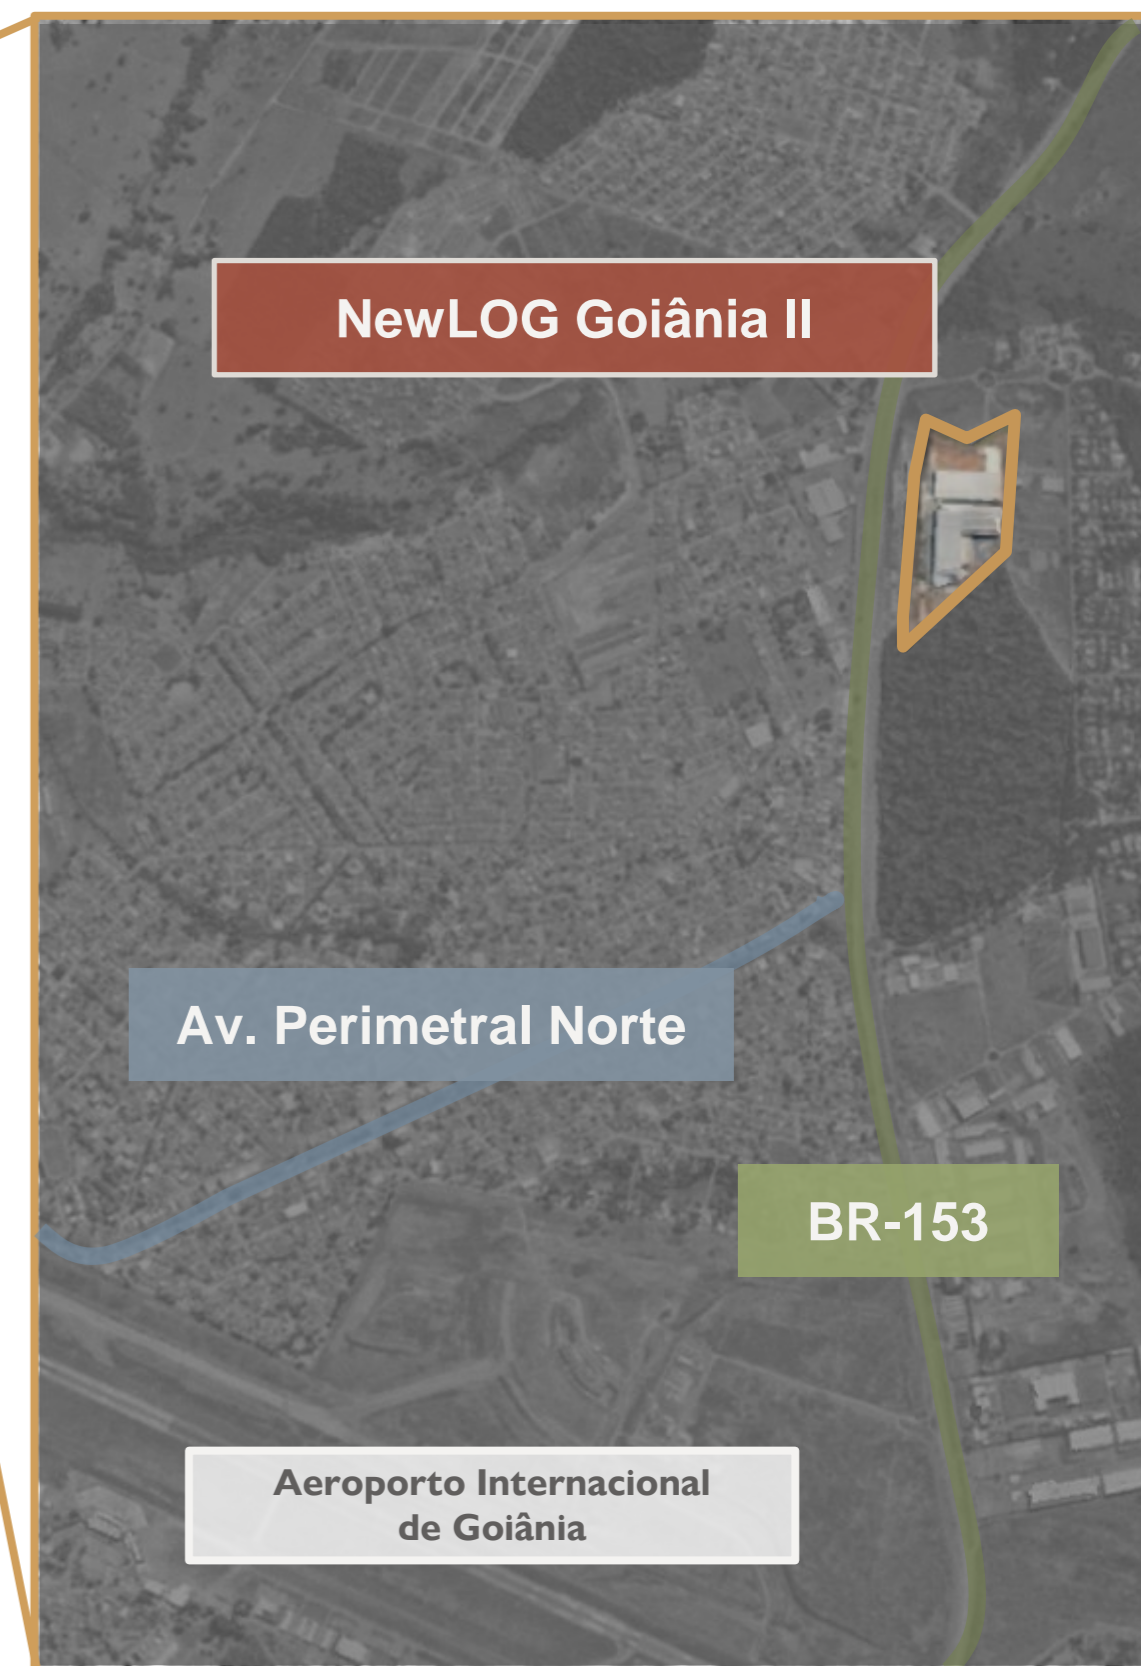 NewLOG Goiânia II
Av. Perimetral Norte
BR-153
Aeroporto Internacional
de Goiânia